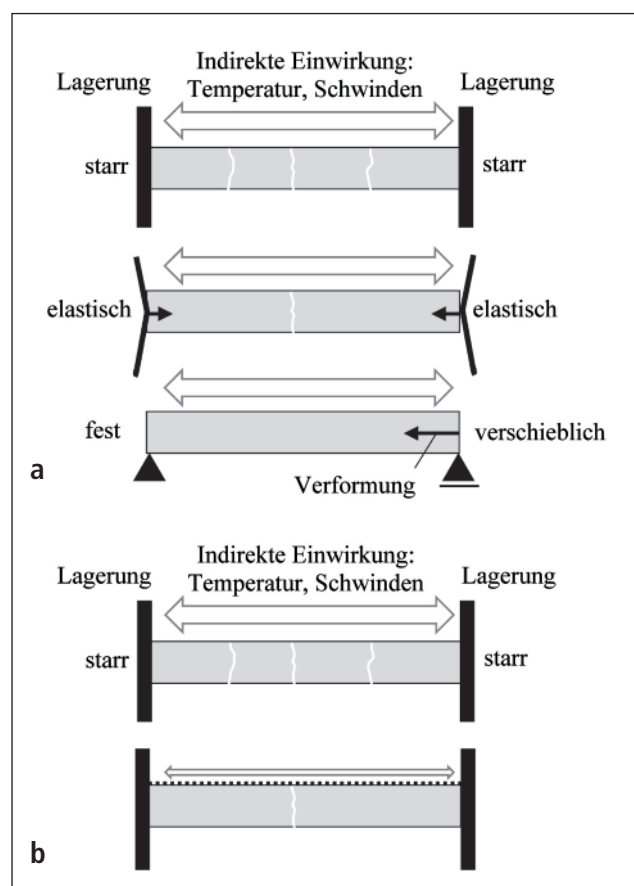 Indirekte Einwirkung:
Lagerung Temperatur, Schwinden Lagerung
starr starr
elastisch elastisch
fest verschieblich
Verformung
a
Indirekte Einwirkung:
Lagerung Temperatur, Schwinden Lagerung
starr starr
b